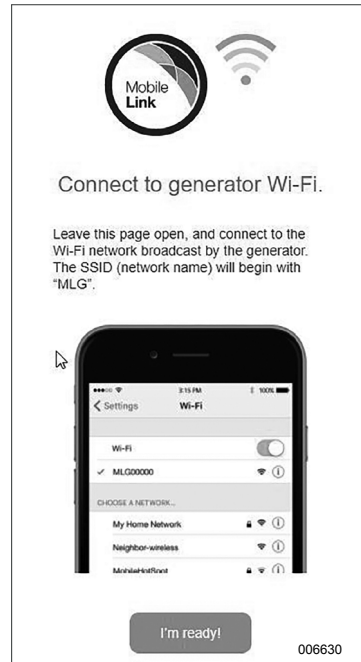 Mobile
Link
Connect to generator Wi-Fi.
Leave this page open, and connect to the
Wi-Fi network broadcast by the generator.
The SSID (network name) will begin with
“MLG”.
3:15 PM 100%
Settings Wi-Fi
Wi-Fi
MLG00000
CHOOSE A NETWORK...
My Home Network
Neighbor-wireless
MobileHotSpot
I'm ready!
006630